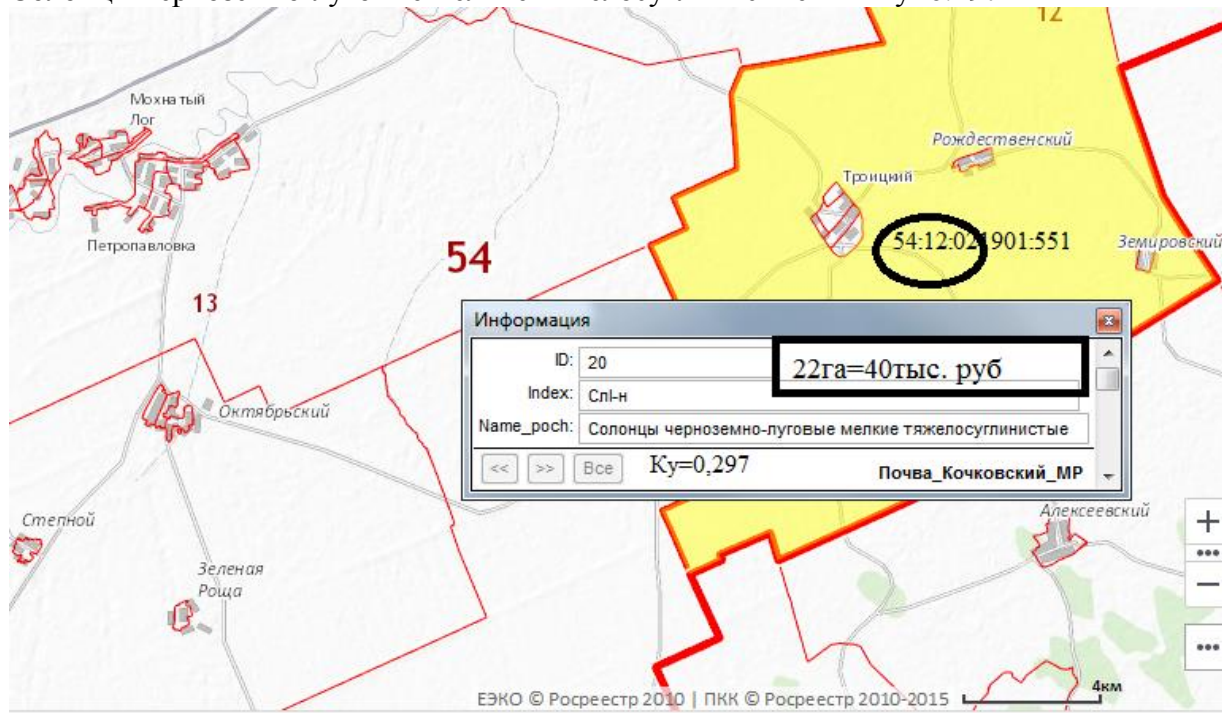 12
Мохнатый
Лог
Рождественский
Троицкий
Петропавловка
54
54:12:021901:551
Земировский
13
Информация
ID: 20
22га=40тыс. руб
Index: Слl-н
Октябрьский
Name_poch: Солонцы черноземно-луговые мелкие тяжелосуглинистые
<< >> Все
Ку=0,297
Почва_Кочковский_МР
Алексеевский
Степной
Зеленая
Роща
4км
ЕЭКО © Росреестр 2010 | ПКК © Росреестр 2010-2015